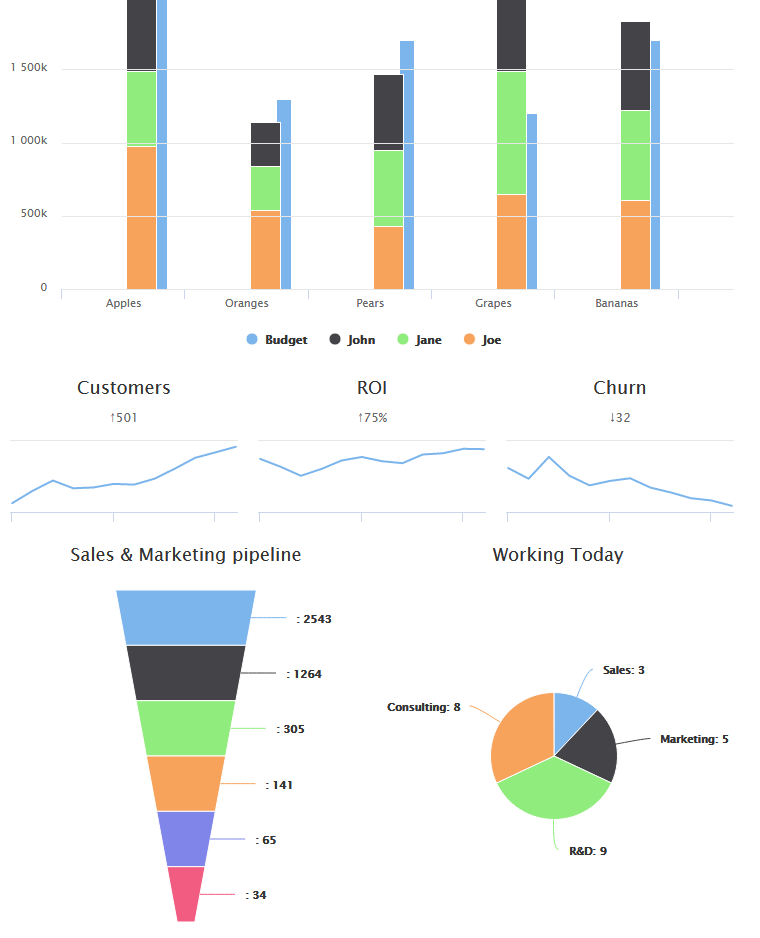 1 500k
1 000k
500k
0
Apples Oranges Pears Grapes Bananas
Budget John Jane Joe
Customers ROI Churn
↑501 ↑75% ↓32
Sales & Marketing pipeline Working Today
: 2543
: 1264
: 305
: 141
: 65
: 34
Sales: 3
Consulting: 8
Marketing: 5
R&D: 9